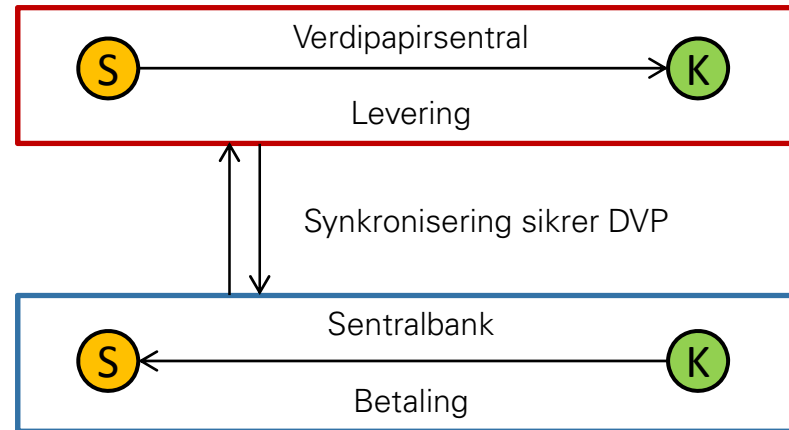 Verdipapirsentral
S K
Levering
Synkronisering sikrer DVP
Sentralbank
S K
Betaling